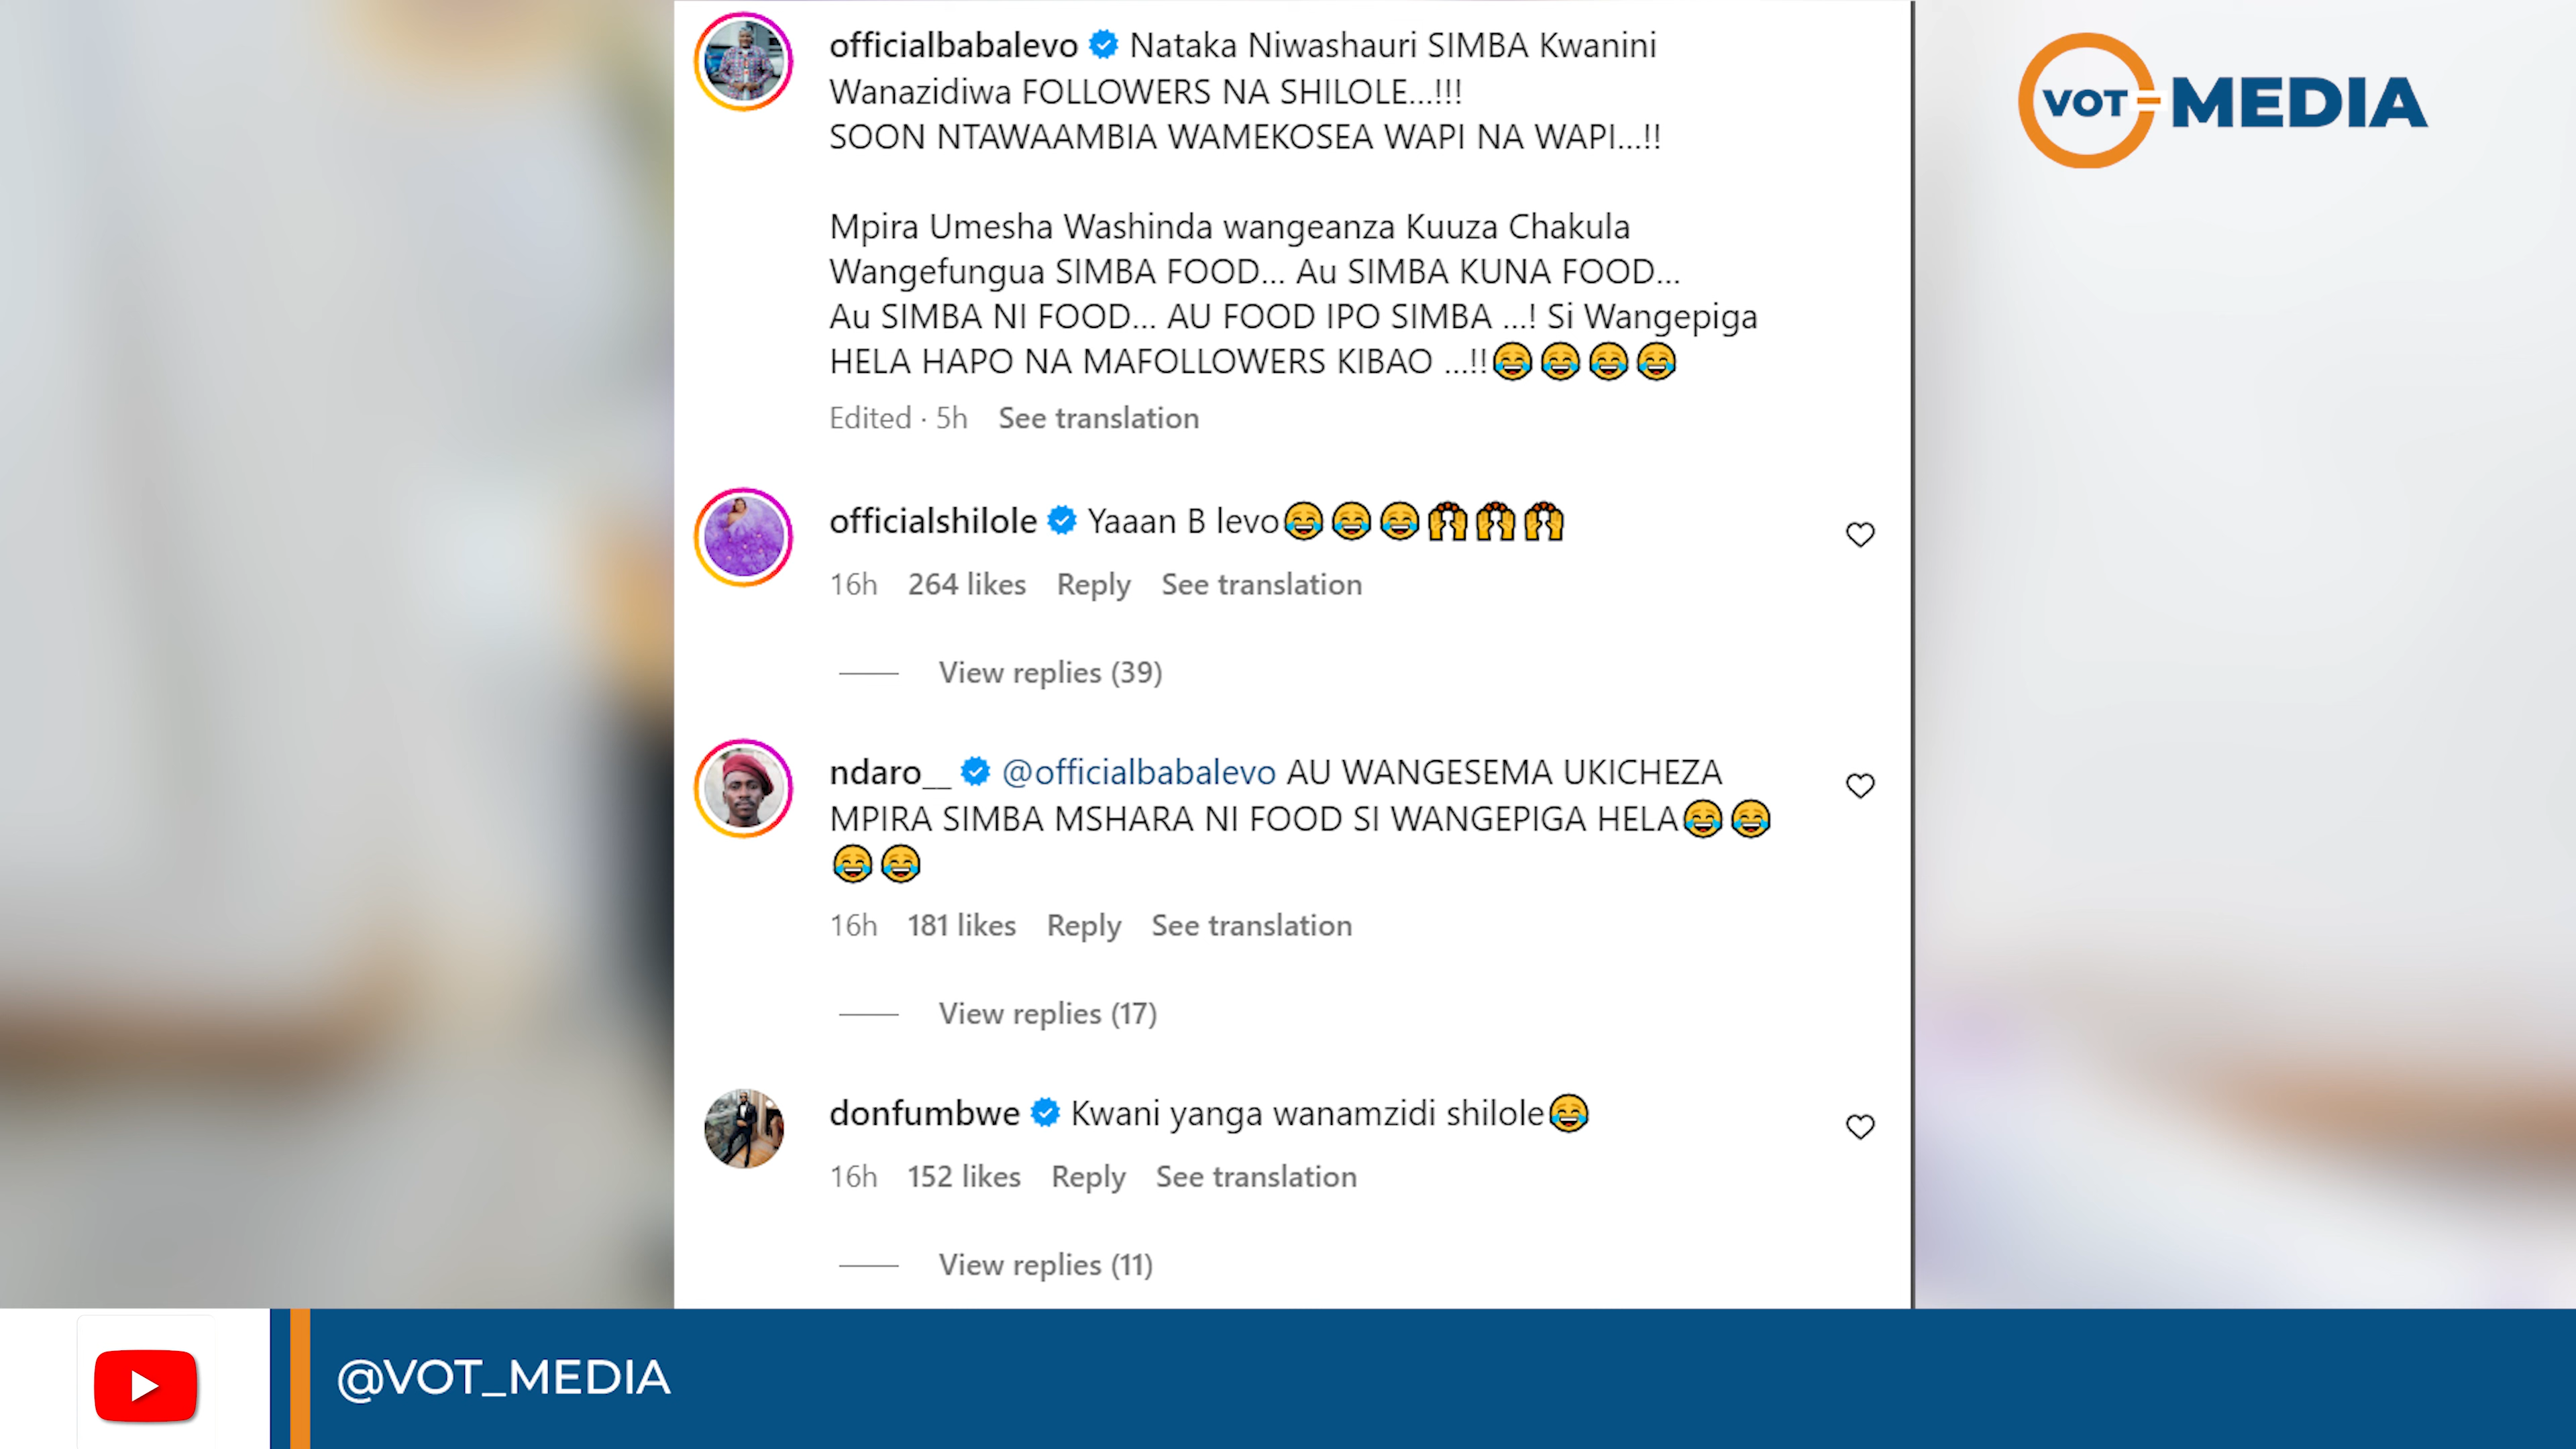 officialbabalevo Nataka Niwashauri SIMBA Kwanini
Wanazidiwa FOLLOWERS NA SHILOLE...!!!
SOON NTAWAAMBIA WAMEKOSEA WAPI NA WAPI...!!
Mpira Umesha Washinda wangeanza Kuuza Chakula
Wangefungua SIMBA FOOD... Au SIMBA KUNA FOOD...
Au SIMBA NI FOOD... AU FOOD IPO SIMBA ...! Si Wangepiga
HELA HAPO NA MAFOLLOWERS KIBAO ...!!😂😂😂😂
Edited · 5h See translation
officialshilole Yaaan B levo😂😂😂🙌🙌🙌
16h 264 likes Reply See translation
View replies (39)
ndaro__ @officialbabalevo AU WANGESEMA UKICHEZA
MPIRA SIMBA MSHARA NI FOOD SI WANGEPIGA HELA😂😂
😂😂
16h 181 likes Reply See translation
View replies (17)
donfumbwe Kwani yanga wanamzidi shilole😂
16h 152 likes Reply See translation
View replies (11)
VOT MEDIA
@VOT_MEDIA